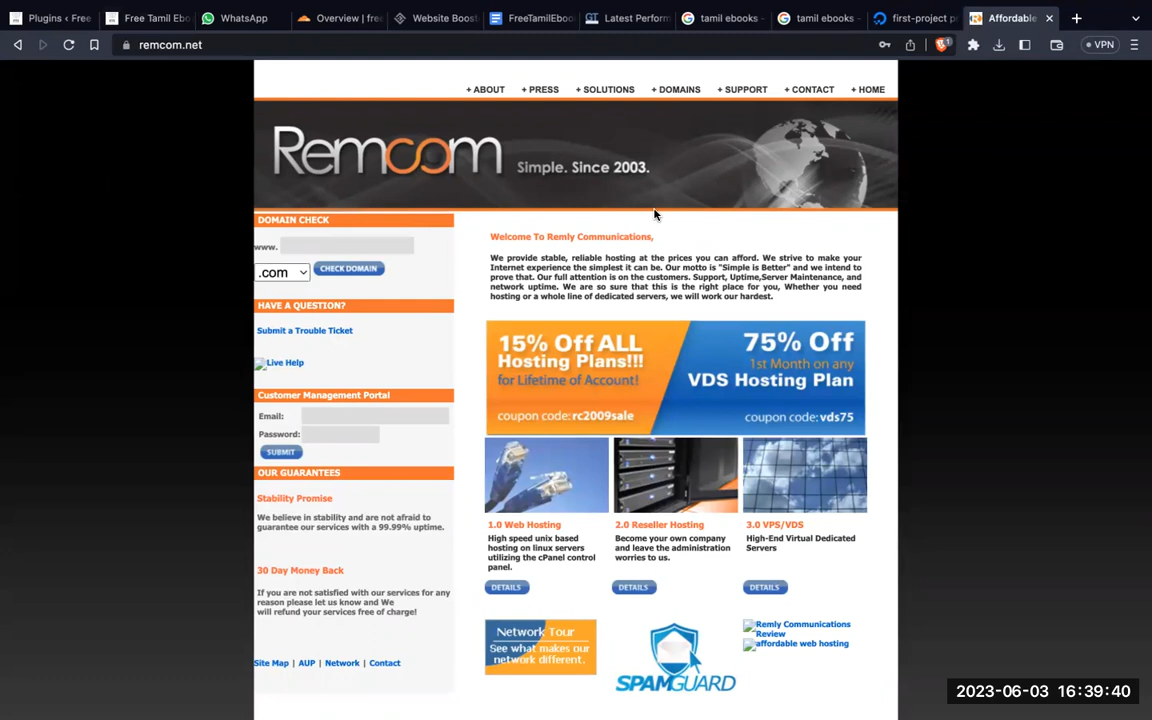 Plugins ‹ Free
Free Tamil Ebo
WhatsApp
Overview | free
Website Boost
FreeTamilEboo
Latest Perform
tamil ebooks -
tamil ebooks -
first-project p
Affordable
remcom.net
VPN
+ ABOUT + PRESS + SOLUTIONS + DOMAINS + SUPPORT + CONTACT + HOME
Remcom Simple. Since 2003.
DOMAIN CHECK
www.
.com CHECK DOMAIN
HAVE A QUESTION?
Submit a Trouble Ticket
Live Help
Customer Management Portal
Email:
Password:
SUBMIT
OUR GUARANTEES
Stability Promise
We believe in stability and are not afraid to
guarantee our services with a 99.99% uptime.
30 Day Money Back
If you are not satisfied with our services for any
reason please let us know and We
will refund your services free of charge!
Site Map | AUP | Network | Contact
Welcome To Remly Communications,
We provide stable, reliable hosting at the prices you can afford. We strive to make your
Internet experience the simplest it can be. Our motto is "Simple is Better" and we intend to
prove that. Our full attention is on the customers. Support, Uptime,Server Maintenance, and
network uptime. We are so sure that this is the right place for you, Whether you need
hosting or a whole line of dedicated servers, we will work our hardest.
15% Off ALL
Hosting Plans!!!
for Lifetime of Account!
coupon code: rc2009sale
75% Off
1st Month on any
VDS Hosting Plan
coupon code: vds75
1.0 Web Hosting
High speed unix based
hosting on linux servers
utilizing the cPanel control
panel.
DETAILS
2.0 Reseller Hosting
Become your own company
and leave the administration
worries to us.
DETAILS
3.0 VPS/VDS
High-End Virtual Dedicated
Servers
DETAILS
Network Tour
See what makes our
network different.
SPAMGUARD
Remly Communications
Review
affordable web hosting
2023-06-03 16:39:40